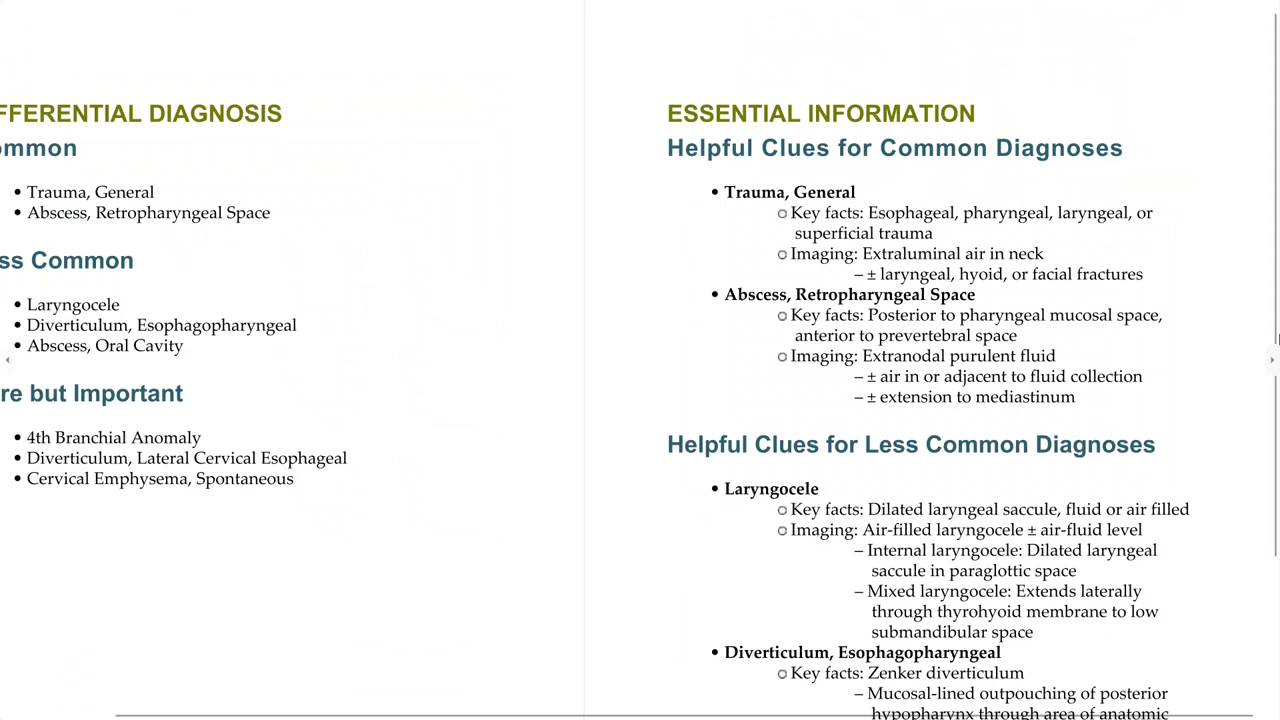 FFERENTIAL DIAGNOSIS
ommon
• Trauma, General
• Abscess, Retropharyngeal Space
ss Common
• Laryngocele
• Diverticulum, Esophagopharyngeal
• Abscess, Oral Cavity
re but Important
• 4th Branchial Anomaly
• Diverticulum, Lateral Cervical Esophageal
• Cervical Emphysema, Spontaneous
ESSENTIAL INFORMATION
Helpful Clues for Common Diagnoses
• Trauma, General
○ Key facts: Esophageal, pharyngeal, laryngeal, or
superficial trauma
○ Imaging: Extraluminal air in neck
– ± laryngeal, hyoid, or facial fractures
• Abscess, Retropharyngeal Space
○ Key facts: Posterior to pharyngeal mucosal space,
anterior to prevertebral space
○ Imaging: Extranodal purulent fluid
– ± air in or adjacent to fluid collection
– ± extension to mediastinum
Helpful Clues for Less Common Diagnoses
• Laryngocele
○ Key facts: Dilated laryngeal saccule, fluid or air filled
○ Imaging: Air-filled laryngocele ± air-fluid level
– Internal laryngocele: Dilated laryngeal
saccule in paraglottic space
– Mixed laryngocele: Extends laterally
through thyrohyoid membrane to low
submandibular space
• Diverticulum, Esophagopharyngeal
○ Key facts: Zenker diverticulum
– Mucosal-lined outpouching of posterior
hypopharynx through area of anatomic